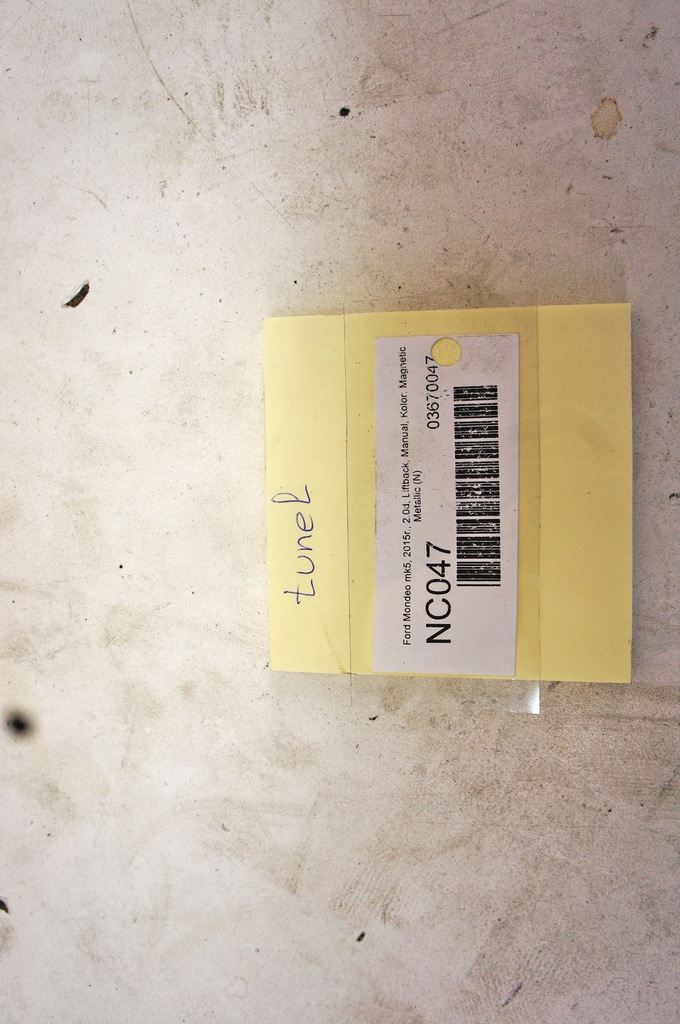 tunel
Ford Mondeo mk5, 2015r., 2.0d, Liftback, Manual, Kolor: Magnetic
Metallic (N)
NC047 03670047